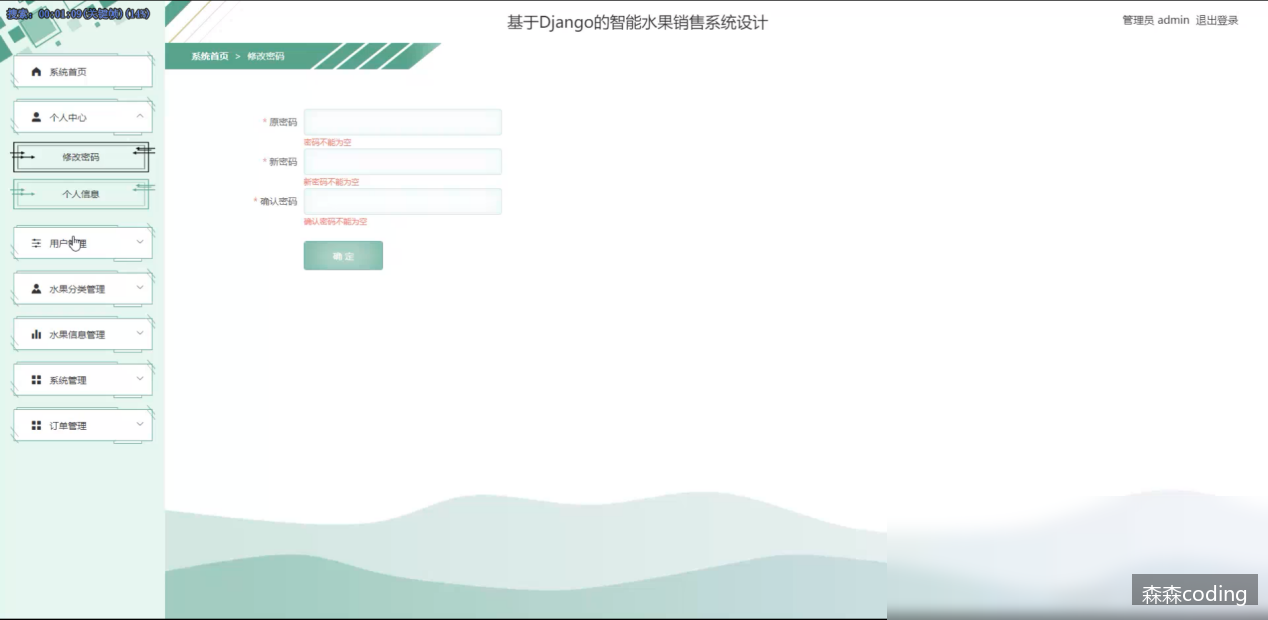 搜索: 00:01:09(关键帧) (14%)
基于Django的智能水果销售系统设计
管理员 admin 退出登录
系统首页 > 修改密码
系统首页
个人中心
修改密码
个人信息
用户管理
水果分类管理
水果信息管理
系统管理
订单管理
* 原密码
密码不能为空
* 新密码
新密码不能为空
* 确认密码
确认密码不能为空
确 定
森森coding